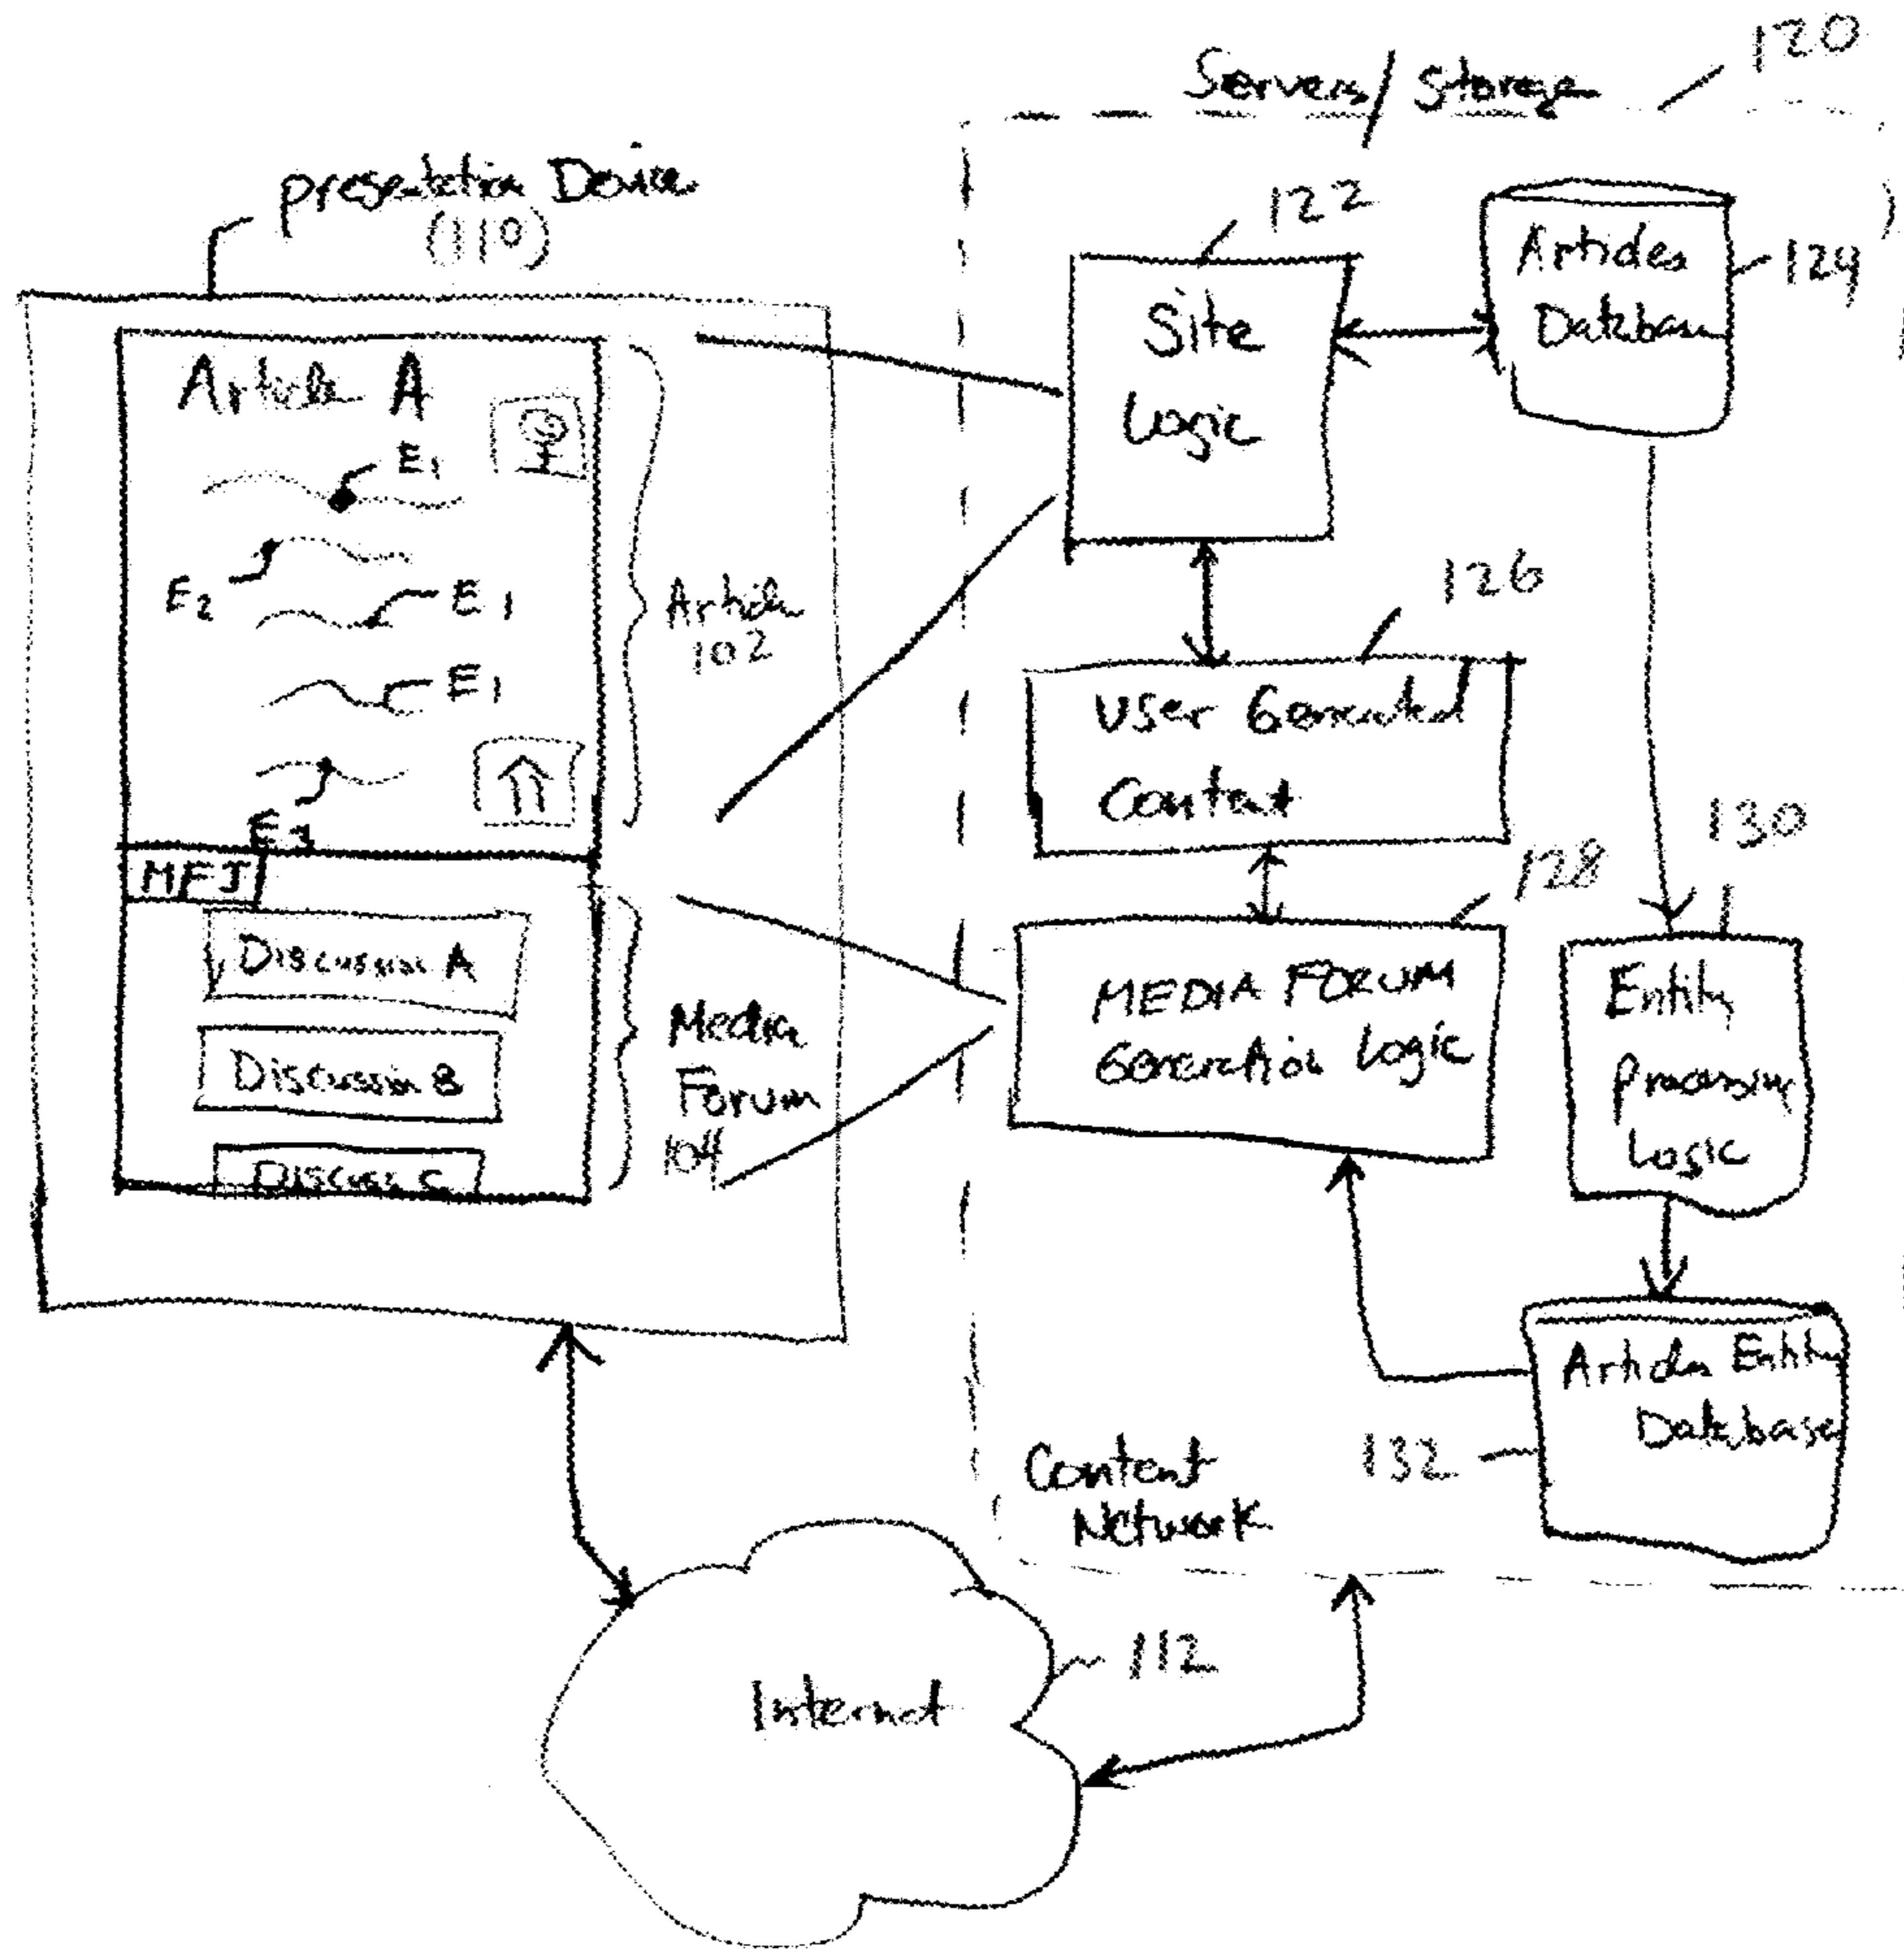 120
Servers/Storage
presentation Device
(110)
122
Site
Logic
Articles
Database
124
Article A
E1
E2
E1
E1
Article
102
126
User Generated
Content
130
128
MFI
Discussion A
Discussion B
Discuss C
Media
Forum
104
MEDIA FORUM
Generation Logic
Entity
Processing
Logic
Articles Entity
Database
132
Content
Network
112
Internet